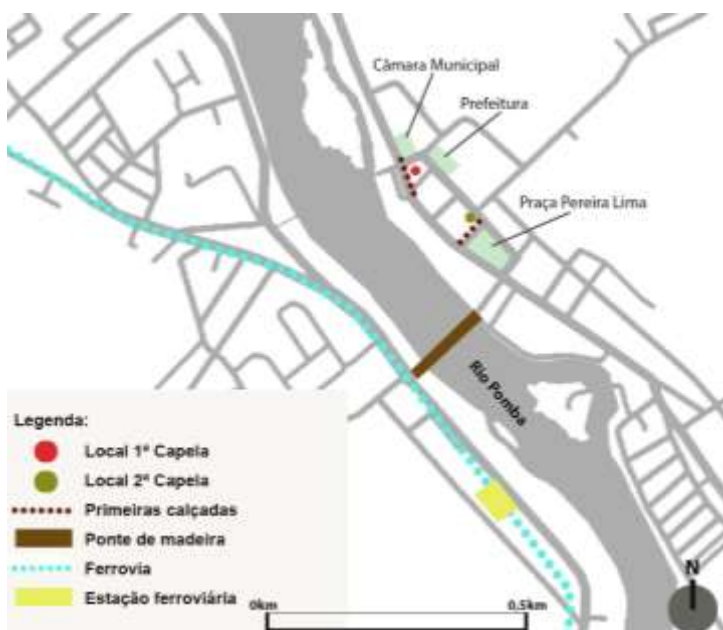 Câmara Municipal
Prefeitura
Praça Pereira Lima
Rio Pomba
Legenda:
Local 1ª Capela
Local 2ª Capela
Primeiras calçadas
Ponte de madeira
Ferrovia
Estação ferroviária
0km
0,5km
N